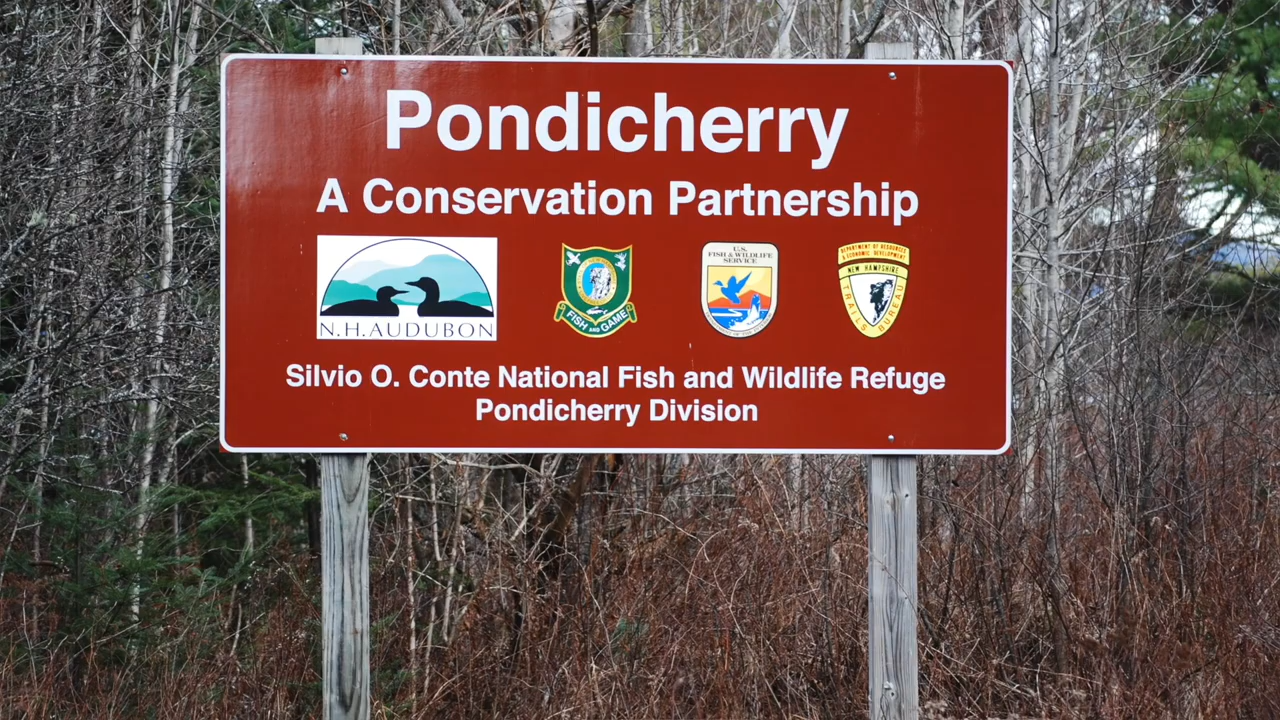 Pondicherry
A Conservation Partnership
N.H.AUDUBON
FISH AND GAME
U.S.
FISH & WILDLIFE
SERVICE
DEPARTMENT OF RESOURCES
& ECONOMIC DEVELOPMENT
NEW HAMPSHIRE
TRAILS BUREAU
Silvio O. Conte National Fish and Wildlife Refuge
Pondicherry Division